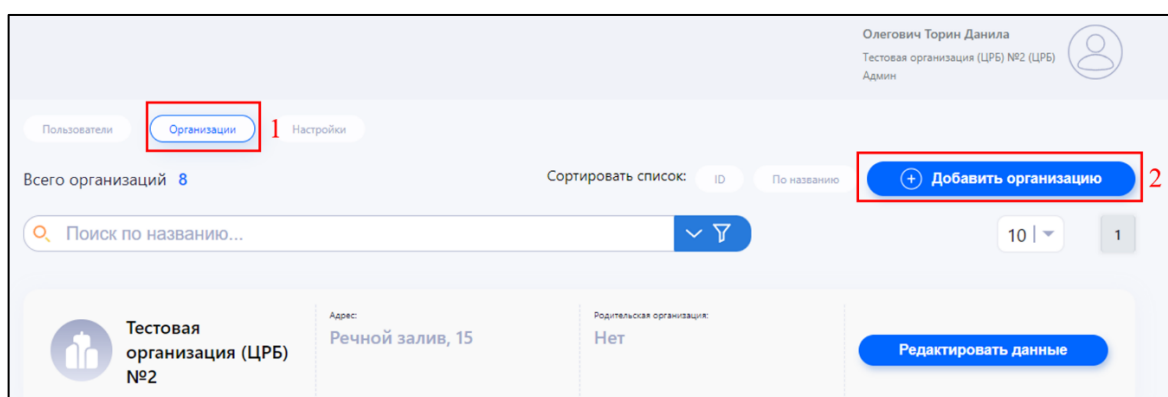 Олегович Торин Данила
Тестовая организация (ЦРБ) №2 (ЦРБ)
Админ
Пользователи Организации 1 Настройки
Всего организаций 8 Сортировать список: ID По названию Добавить организацию 2
Поиск по названию... 10 1
Тестовая
организация (ЦРБ)
№2
Адрес:
Речной залив, 15
Родительская организация:
Нет
Редактировать данные